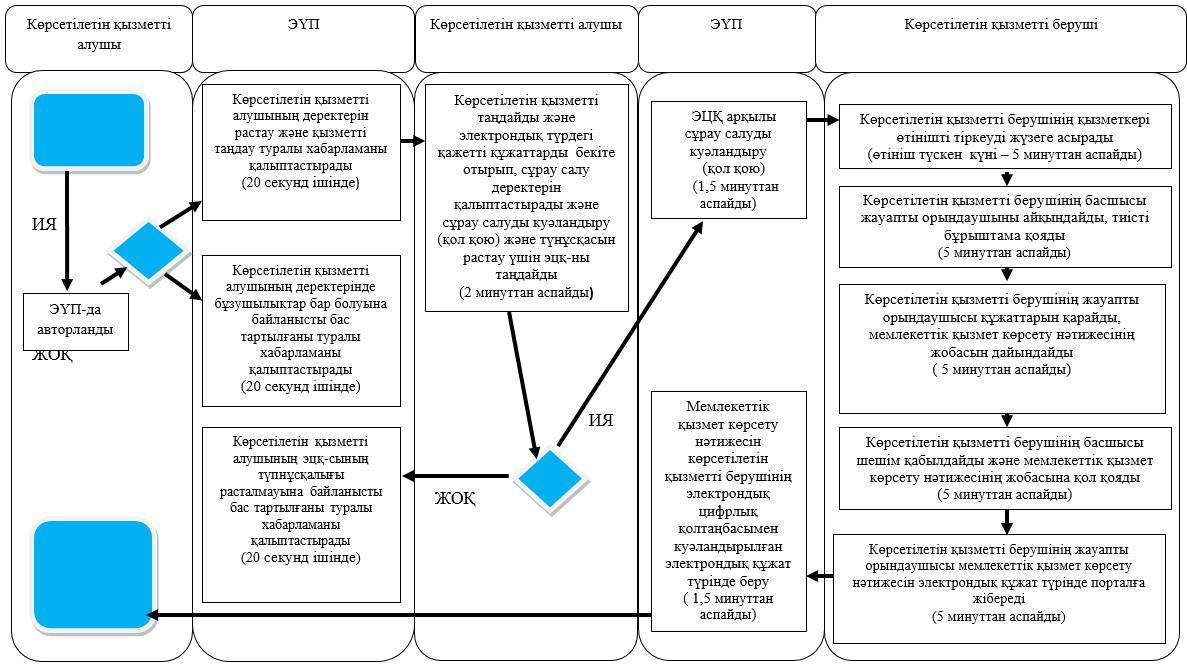 Көрсетілетін қызметті
алушы
ЭҮП
Көрсетілетін қызметті алушы
ЭҮП
Көрсетілетін қызметті беруші
ИЯ
ЭҮП-да
авторланды
ЖОҚ
Көрсетілетін қызметті
алушының деректерін
растау және қызметті
таңдау туралы хабарламаны
қалыптастырады
(20 секунд ішінде)
Көрсетілетін қызметті
алушының деректерінде
бұзушылықтар бар болуына
байланысты бас
тартылғаны туралы
хабарламаны
қалыптастырады
(20 секунд ішінде)
Көрсетілетін қызметті
алушының эцқ-сының
түпнұсқалығы
расталмауына байланысты
бас тартылғаны туралы
хабарламаны
қалыптастырады
(20 секунд ішінде)
Көрсетілетін қызметті
таңдайды және
электрондық түрдегі
қажетті құжаттарды бекіте
отырып, сұрау салу
деректерін
қалыптастырады және
сұрау салуды куәландыру
(қол қою) және түнұсқасын
растау үшін эцқ-ны
таңдайды
(2 минуттан аспайды)
ИЯ
ЖОҚ
ЭЦҚ арқылы
сұрау салуды
куәландыру
(қол қою)
(1,5 минуттан
аспайды)
Мемлекеттік
қызмет көрсету
нәтижесін
көрсетілетін
қызметті берушінің
электрондық
цифрлық
қолтаңбасымен
куәландырылған
электрондық құжат
түрінде беру
( 1,5 минуттан
аспайды)
Көрсетілетін қызметті берушінің қызметкері
өтінішті тіркеуді жүзеге асырады
(өтініш түскен күні – 5 минуттан аспайды)
Көрсетілетін қызметті берушінің басшысы
жауапты орындаушыны айқындайды, тиісті
бұрыштама қояды
(5 минуттан аспайды)
Көрсетілетін қызметті берушінің жауапты
орындаушысы құжаттарын қарайды,
мемлекеттік қызмет көрсету нәтижесінің
жобасын дайындайды
( 5 минуттан аспайды)
Көрсетілетін қызметті берушінің басшысы
шешім қабылдайды және мемлекеттік қызмет
көрсету нәтижесінің жобасына қол қояды
(5 минуттан аспайды)
Көрсетілетін қызметті берушінің жауапты
орындаушысы мемлекеттік қызмет көрсету
нәтижесін электрондық құжат түрінде порталға
жібереді
(5 минуттан аспайды)